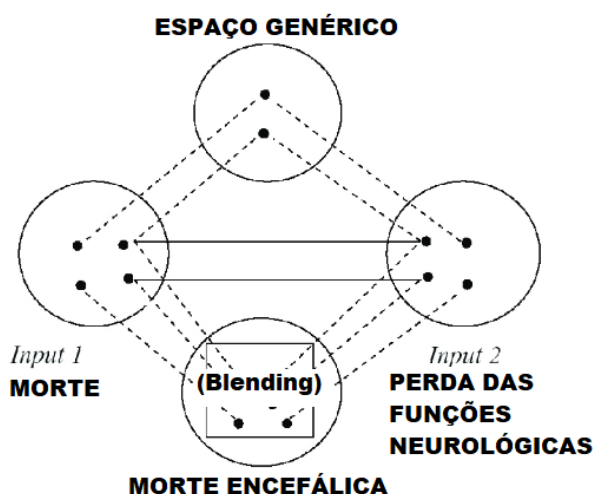 ESPAÇO GENÉRICO
Input 1
MORTE
(Blending)
Input 2
PERDA DAS
FUNÇÕES
NEUROLÓGICAS
MORTE ENCEFÁLICA